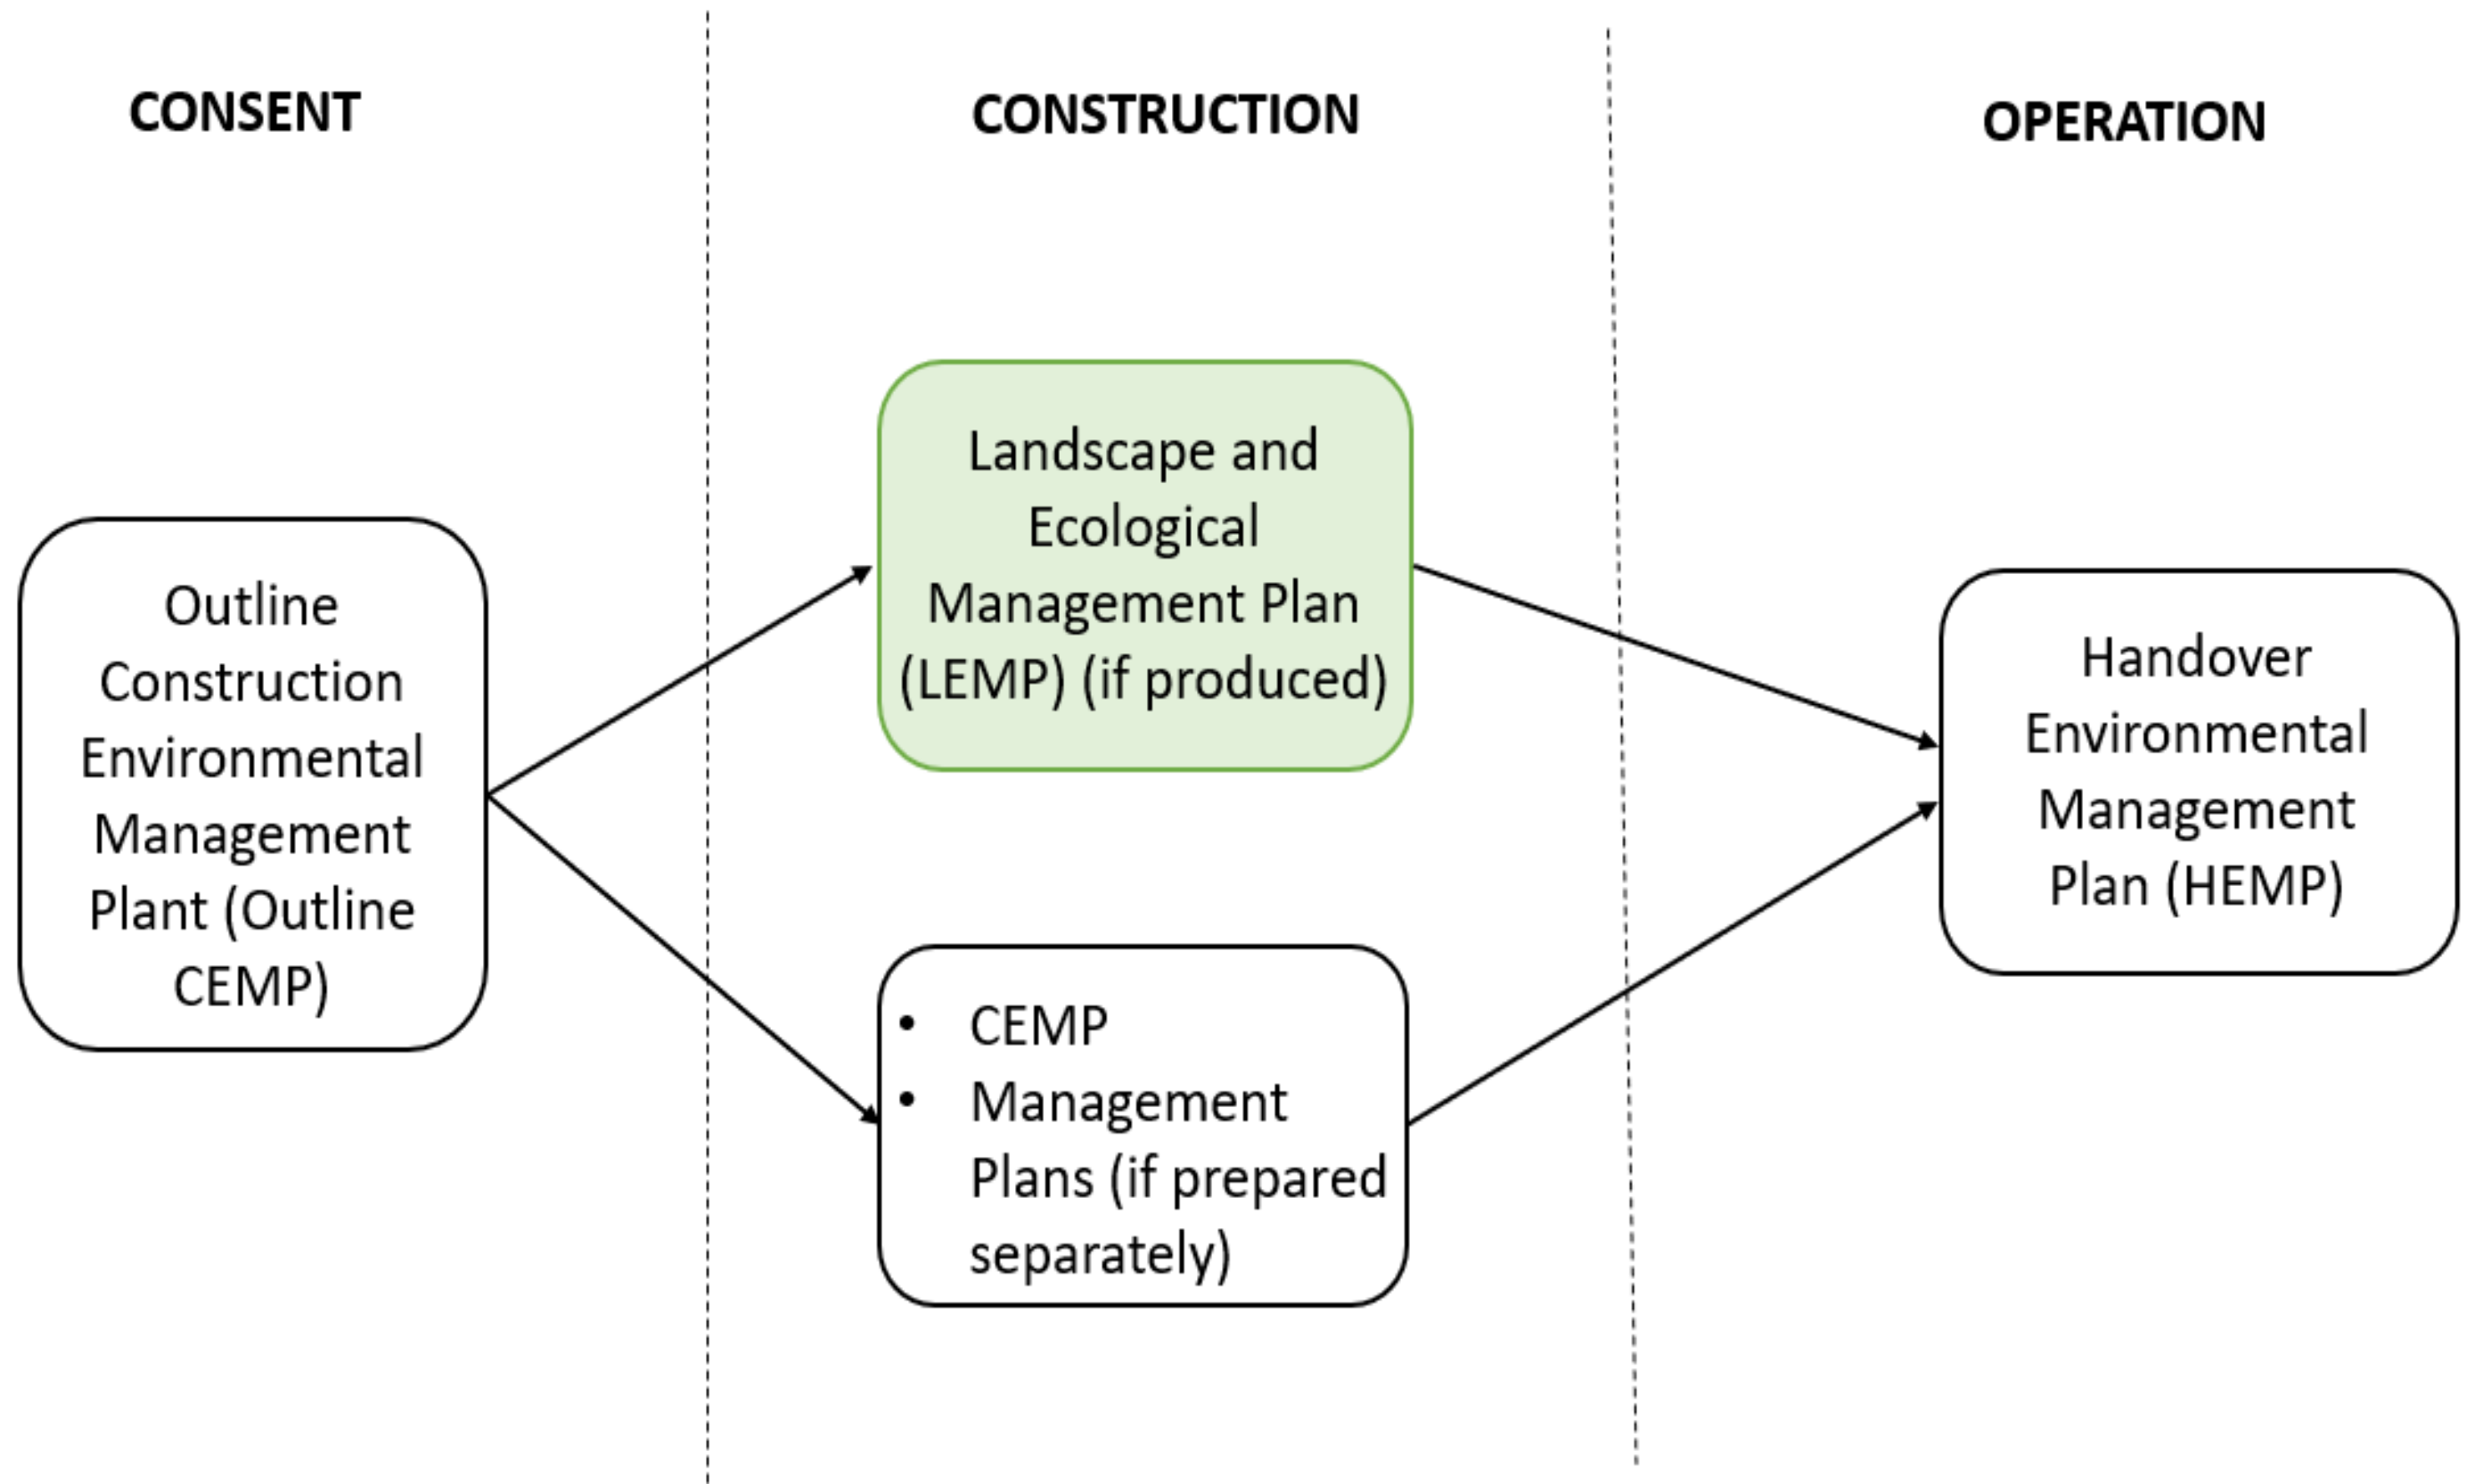 CONSENT
CONSTRUCTION
OPERATION
Outline
Construction
Environmental
Management
Plant (Outline
CEMP)
Landscape and
Ecological
Management Plan
(LEMP) (if produced)
• CEMP
• Management
Plans (if prepared
separately)
Handover
Environmental
Management
Plan (HEMP)